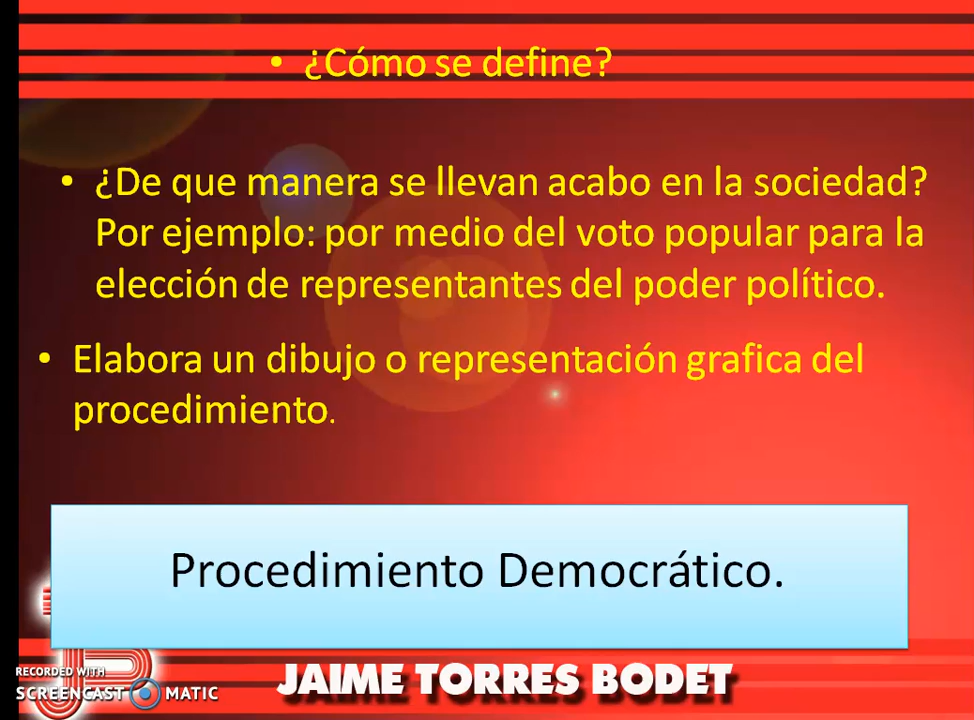 • ¿Cómo se define?
• ¿De que manera se llevan acabo en la sociedad?
Por ejemplo: por medio del voto popular para la
elección de representantes del poder político.
• Elabora un dibujo o representación grafica del
procedimiento.
Procedimiento Democrático.
RECORDED WITH
SCREENCAST MATIC
JAIME TORRES BODET